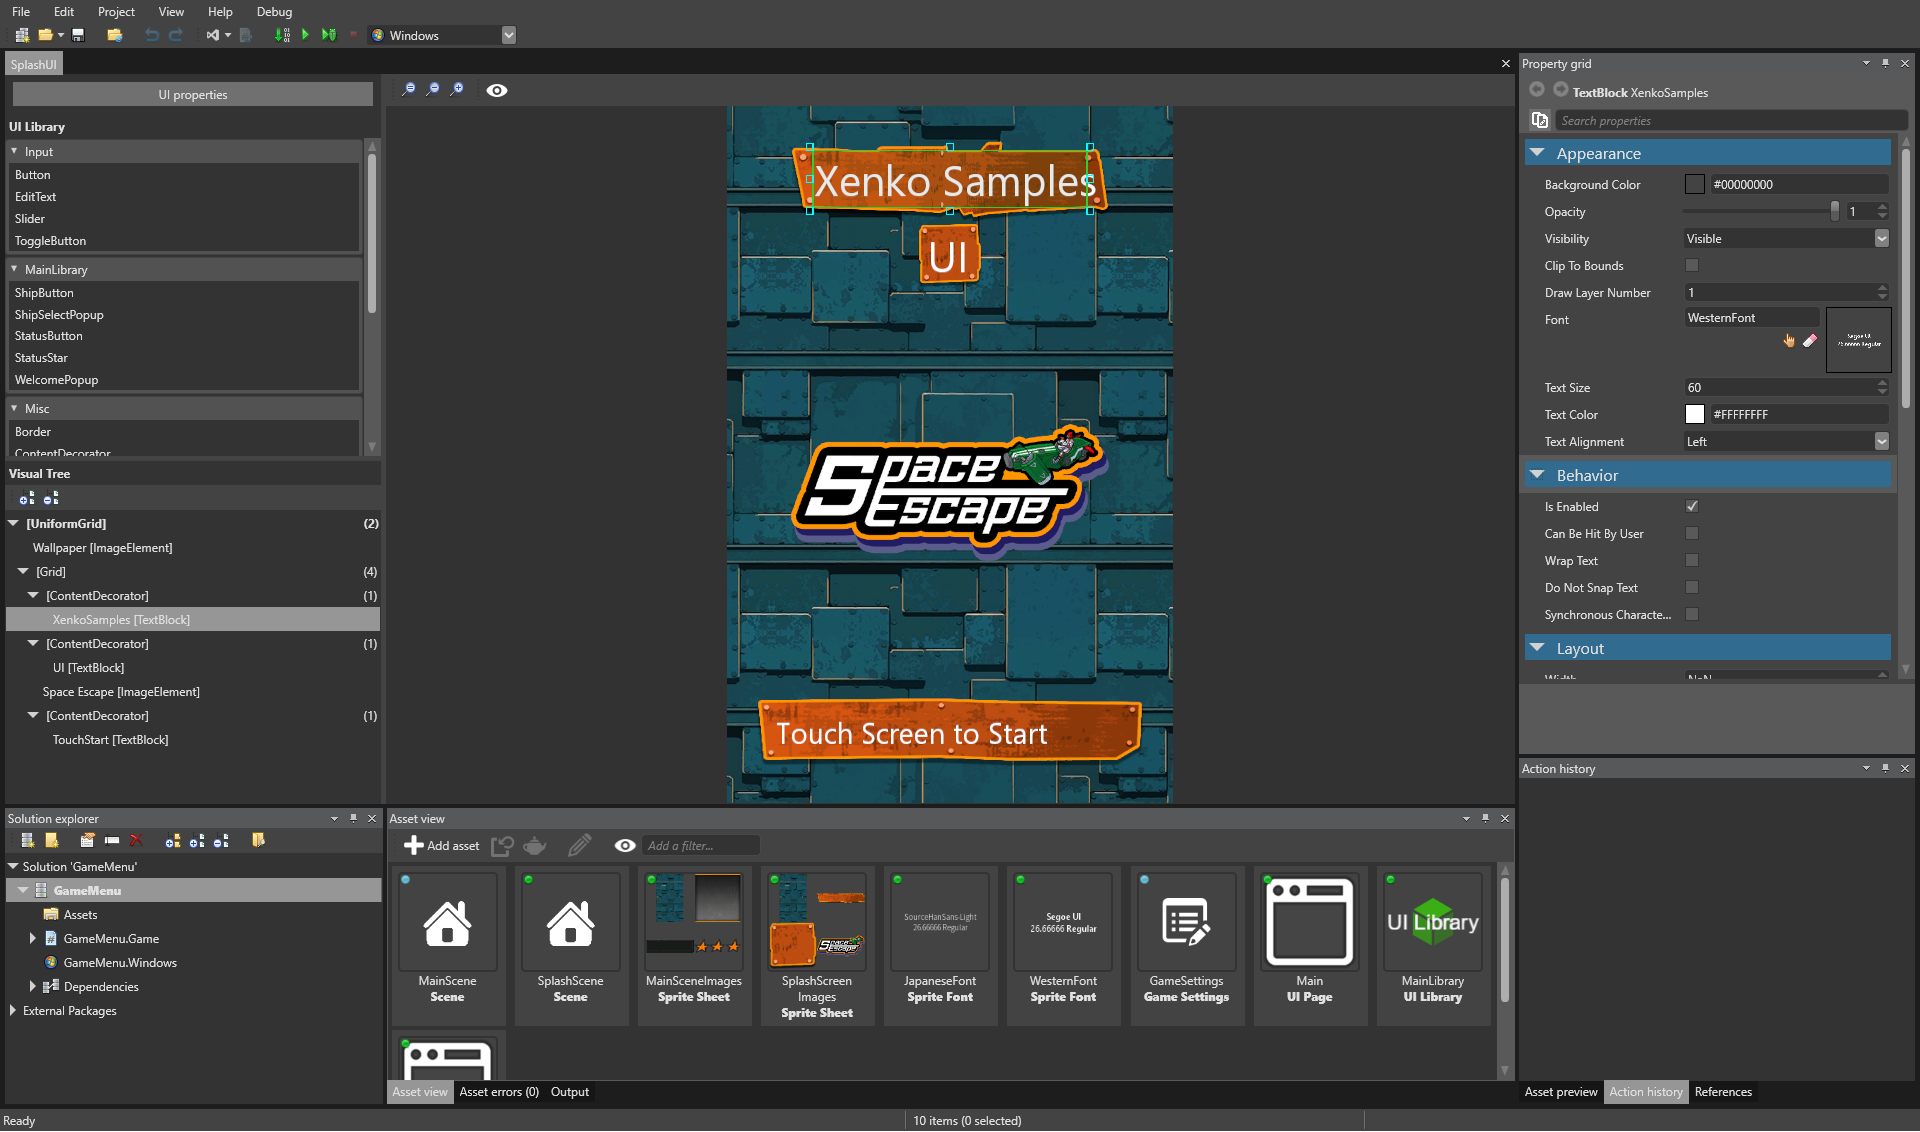 File Edit Project View Help Debug
Windows
SplashUI
UI properties
UI Library
Input
Button
EditText
Slider
ToggleButton
MainLibrary
ShipButton
ShipSelectPopup
StatusButton
StatusStar
WelcomePopup
Misc
Border
ContentDecorator
Visual Tree
[UniformGrid] (2)
Wallpaper [ImageElement]
[Grid] (4)
[ContentDecorator] (1)
XenkoSamples [TextBlock]
[ContentDecorator] (1)
UI [TextBlock]
Space Escape [ImageElement]
[ContentDecorator] (1)
TouchStart [TextBlock]
Xenko Samples
UI
Space
Escape
Touch Screen to Start
Property grid
TextBlock XenkoSamples
Search properties
Appearance
Background Color #00000000
Opacity 1
Visibility Visible
Clip To Bounds
Draw Layer Number 1
Font WesternFont
Segoe UI
26.66666 Regular
Text Size 60
Text Color #FFFFFFFF
Text Alignment Left
Behavior
Is Enabled
Can Be Hit By User
Wrap Text
Do Not Snap Text
Synchronous Characte...
Layout
Width NaN
Action history
Solution explorer
Solution 'GameMenu'
GameMenu
Assets
GameMenu.Game
GameMenu.Windows
Dependencies
External Packages
Asset view
Add asset
Add a filter...
MainScene
Scene
SplashScene
Scene
MainSceneImages
Sprite Sheet
Space
Escape
SplashScreen
Images
Sprite Sheet
SourceHanSans-Light
26.66666 Regular
JapaneseFont
Sprite Font
Segoe UI
26.66666 Regular
WesternFont
Sprite Font
GameSettings
Game Settings
Main
UI Page
UI Library
MainLibrary
UI Library
Asset view Asset errors (0) Output
Asset preview Action history References
Ready
10 items (0 selected)